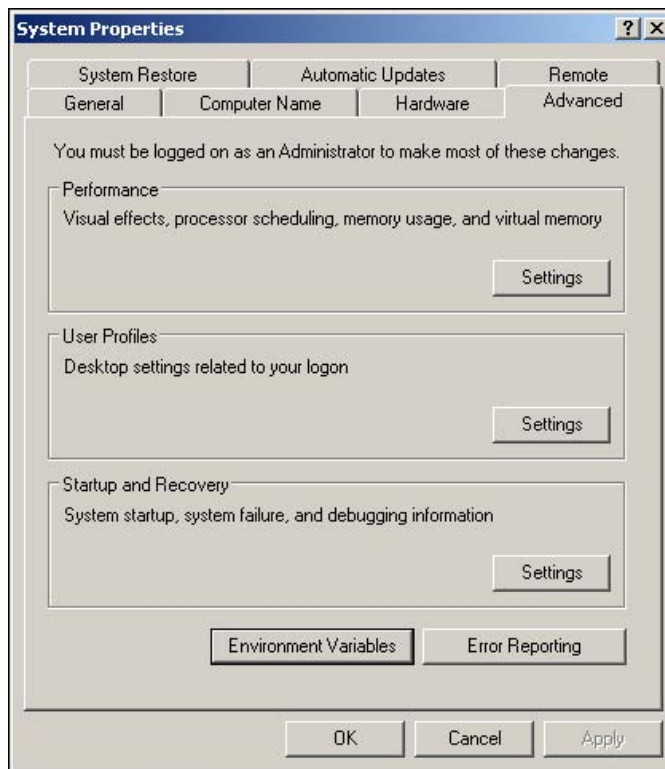 System Properties
System Restore Automatic Updates Remote
General Computer Name Hardware Advanced
You must be logged on as an Administrator to make most of these changes.
Performance
Visual effects, processor scheduling, memory usage, and virtual memory
Settings
User Profiles
Desktop settings related to your logon
Settings
Startup and Recovery
System startup, system failure, and debugging information
Settings
Environment Variables Error Reporting
OK Cancel Apply